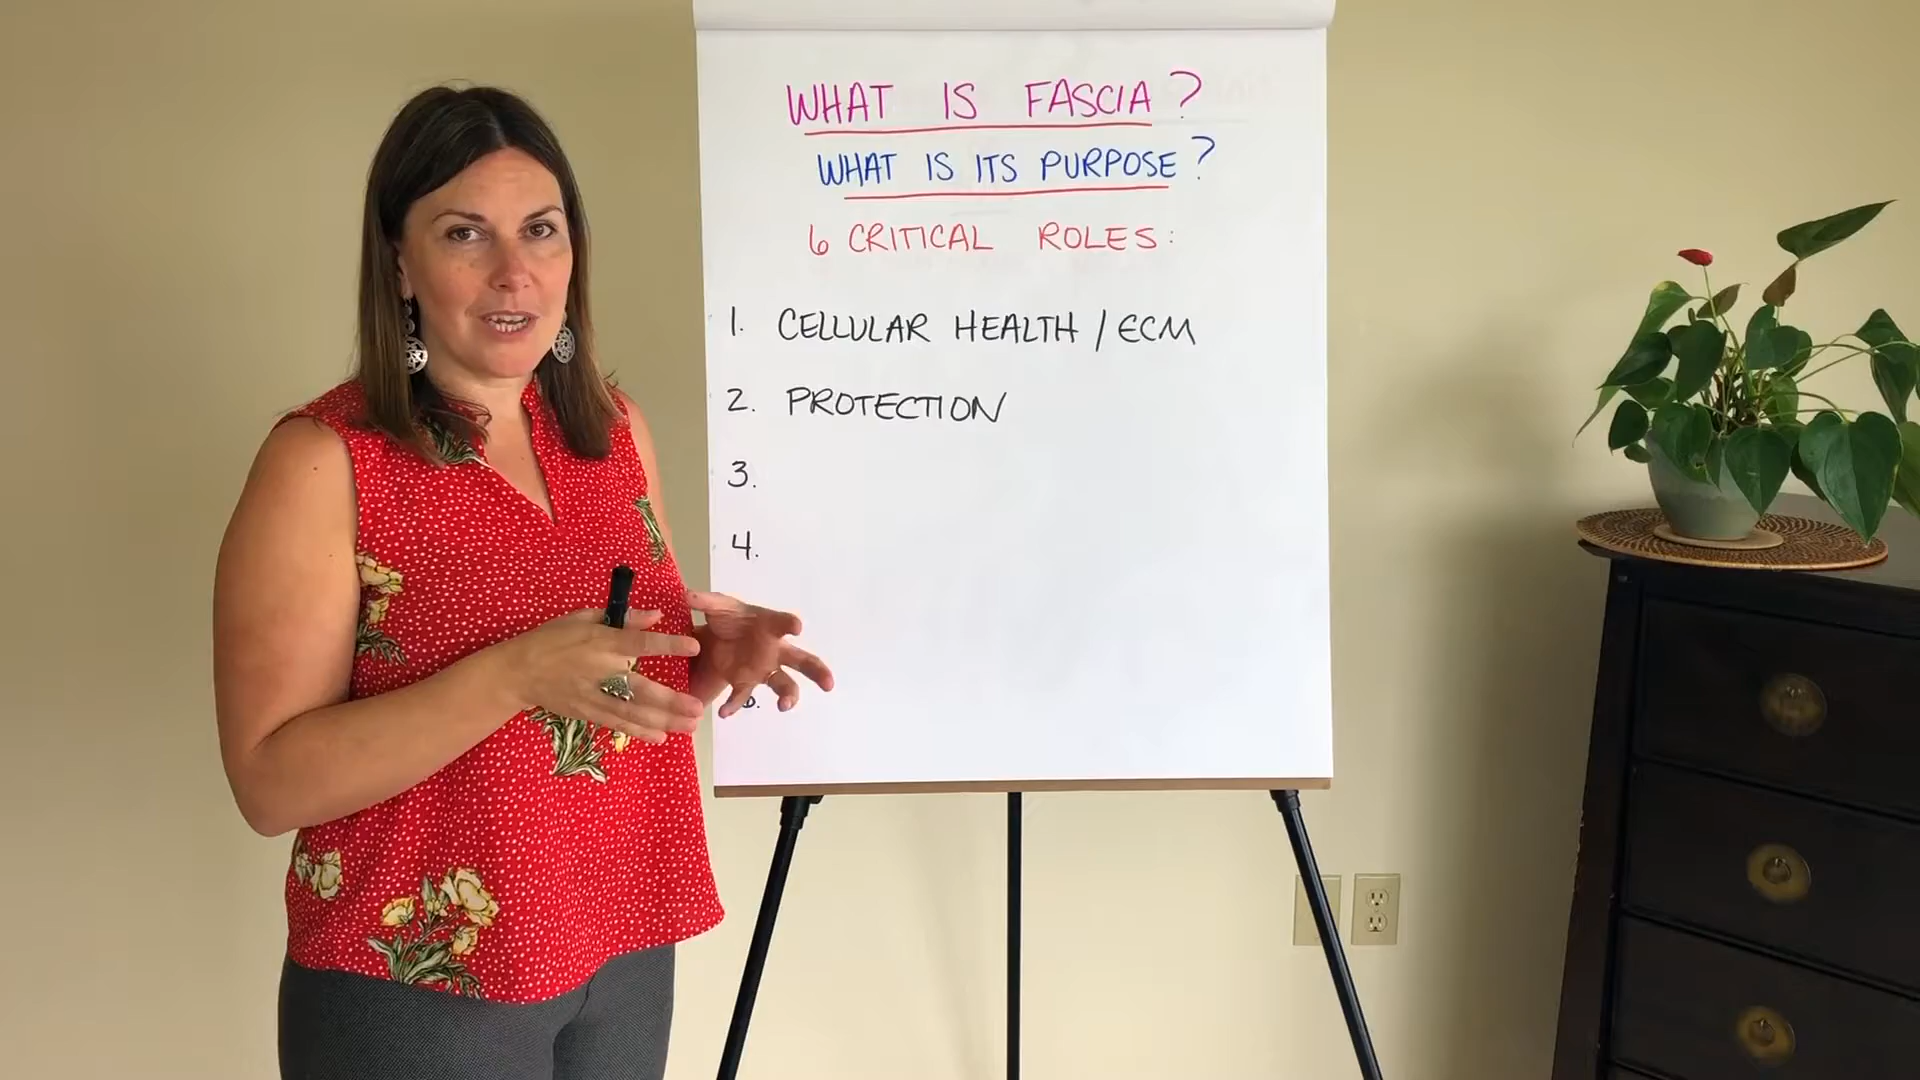 WHAT IS FASCIA?
WHAT IS ITS PURPOSE?
6 CRITICAL ROLES:
1. CELLULAR HEALTH / ECM
2. PROTECTION
3.
4.